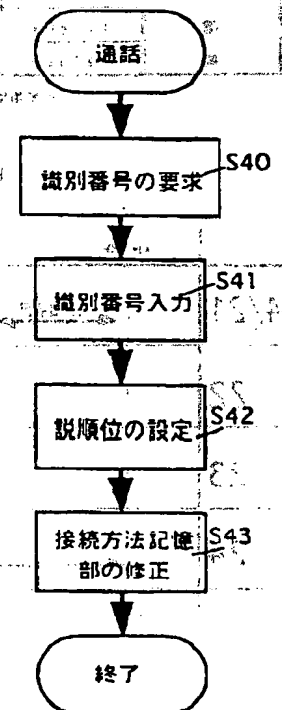 通話
識別番号の要求
S40
識別番号入力
S41
説順位の設定
S42
接続方法記憶
部の修正
S43
終了